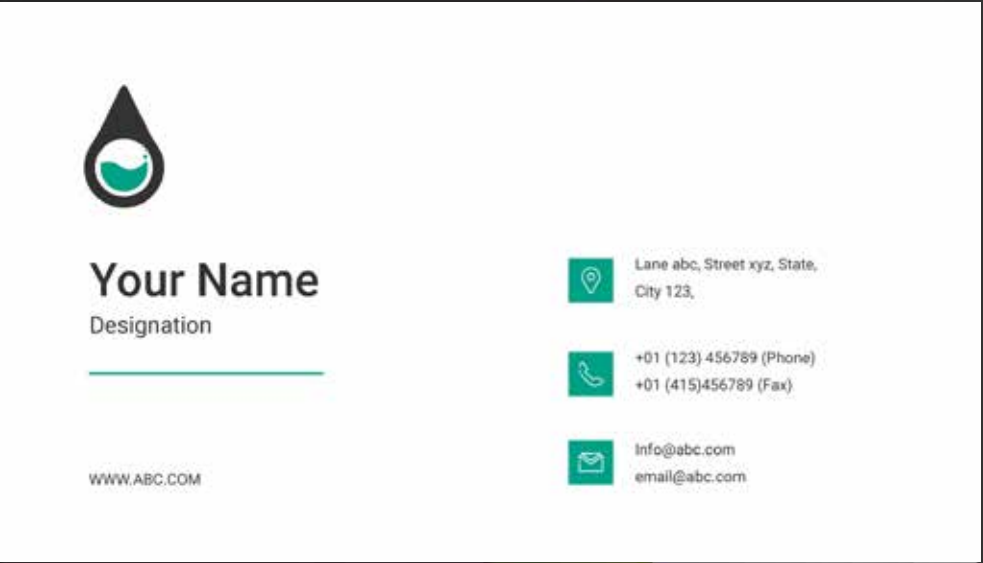 Your Name
Designation
WWW.ABC.COM
Lane abc, Street xyz, State,
City 123,
+01 (123) 456789 (Phone)
+01 (415)456789 (Fax)
Info@abc.com
email@abc.com